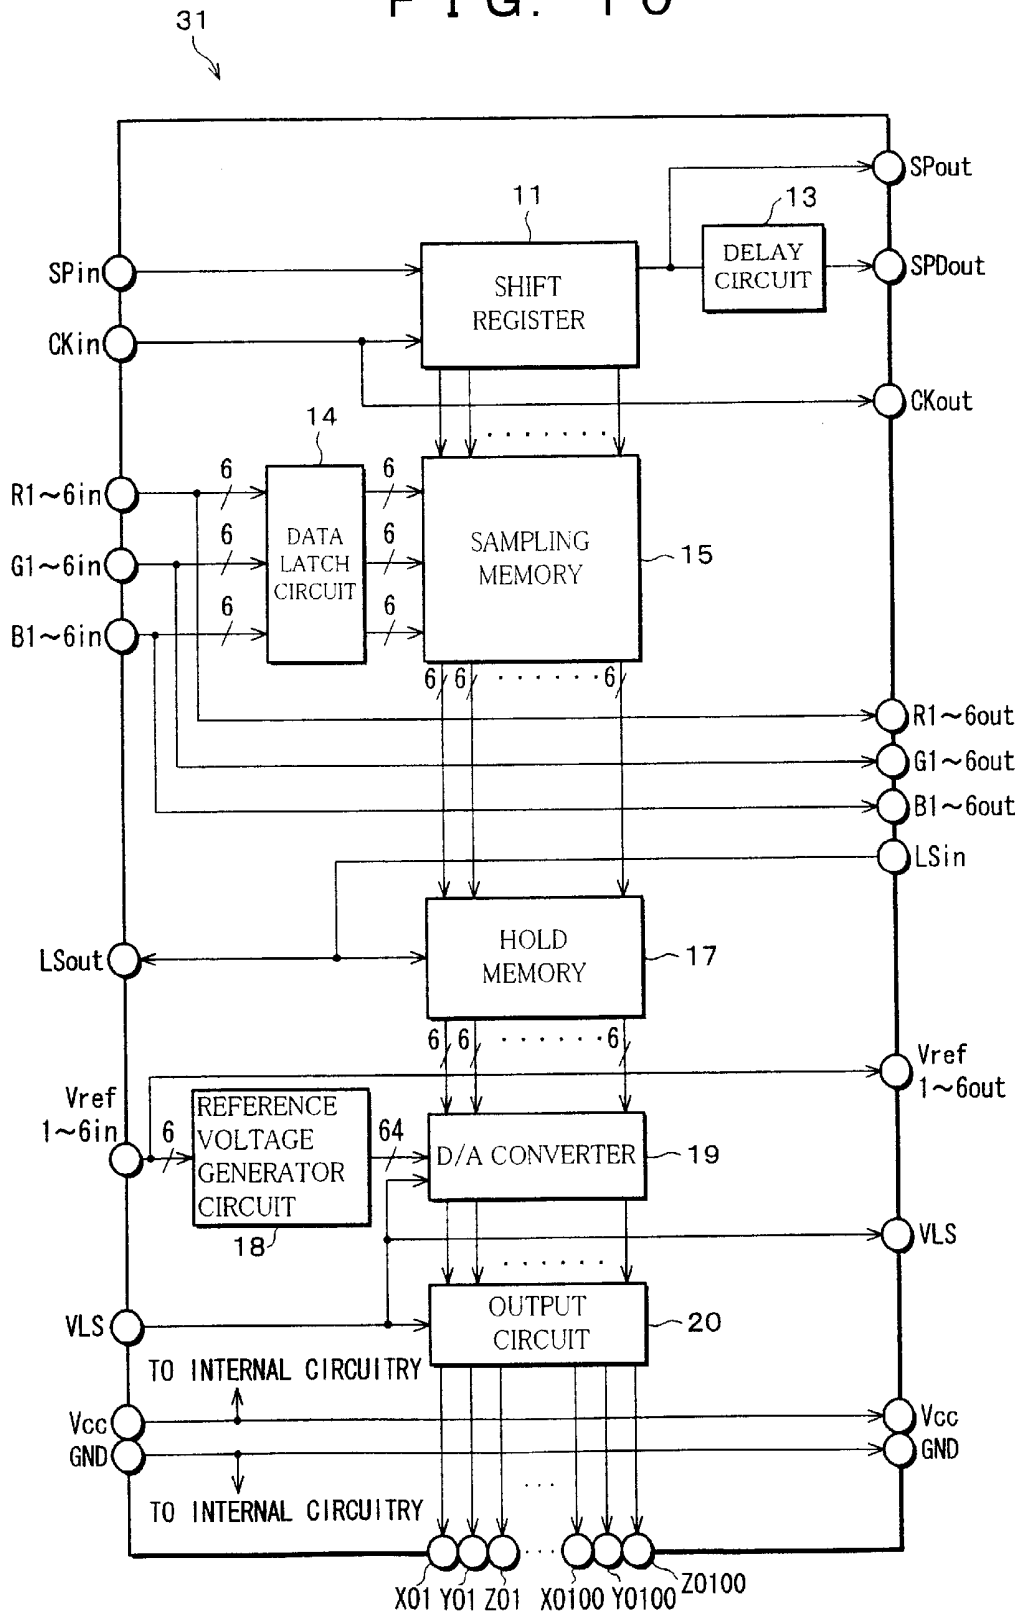 FIG. 10
31
SPout
11
13
SPin
SHIFT
REGISTER
DELAY
CIRCUIT
SPDout
CKin
CKout
14
R1~6in
6
6
G1~6in
6
DATA
LATCH
CIRCUIT
6
SAMPLING
MEMORY
15
B1~6in
6
6
6
6
6
R1~6out
G1~6out
B1~6out
LSin
LSout
HOLD
MEMORY
17
6
6
6
Vref
1~6out
Vref
1~6in
6
REFERENCE
VOLTAGE
GENERATOR
CIRCUIT
64
D/A CONVERTER
19
18
VLS
VLS
OUTPUT
CIRCUIT
20
TO INTERNAL CIRCUITRY
Vcc
Vcc
GND
GND
TO INTERNAL CIRCUITRY
X01 Y01 Z01 X0100 Y0100 Z0100